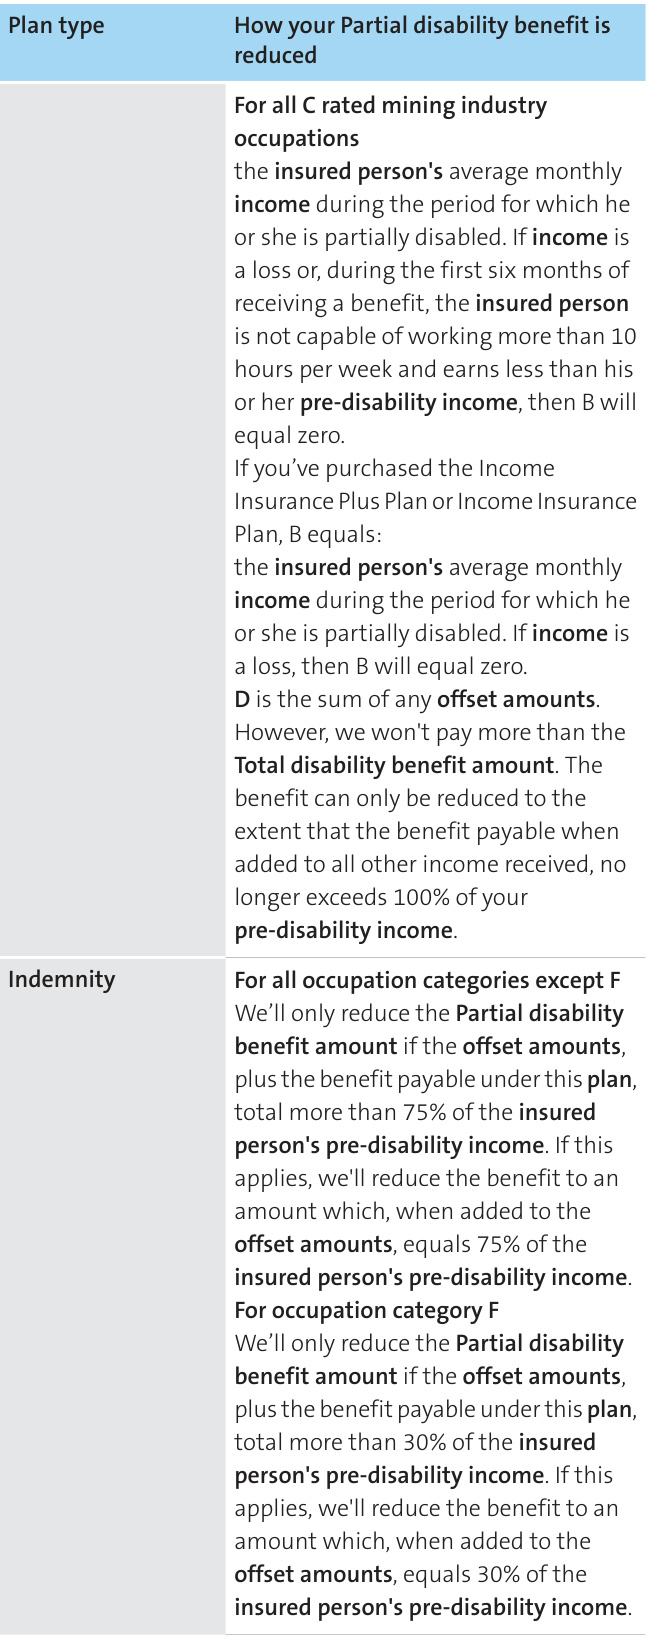 Plan type
How your Partial disability benefit is
reduced
For all C rated mining industry
occupations
the insured person's average monthly
income during the period for which he
or she is partially disabled. If income is
a loss or, during the first six months of
receiving a benefit, the insured person
is not capable of working more than 10
hours per week and earns less than his
or her pre-disability income, then B will
equal zero.
If you’ve purchased the Income
Insurance Plus Plan or Income Insurance
Plan, B equals:
the insured person's average monthly
income during the period for which he
or she is partially disabled. If income is
a loss, then B will equal zero.
D is the sum of any offset amounts.
However, we won't pay more than the
Total disability benefit amount. The
benefit can only be reduced to the
extent that the benefit payable when
added to all other income received, no
longer exceeds 100% of your
pre-disability income.
Indemnity
For all occupation categories except F
We’ll only reduce the Partial disability
benefit amount if the offset amounts,
plus the benefit payable under this plan,
total more than 75% of the insured
person's pre-disability income. If this
applies, we'll reduce the benefit to an
amount which, when added to the
offset amounts, equals 75% of the
insured person's pre-disability income.
For occupation category F
We’ll only reduce the Partial disability
benefit amount if the offset amounts,
plus the benefit payable under this plan,
total more than 30% of the insured
person's pre-disability income. If this
applies, we'll reduce the benefit to an
amount which, when added to the
offset amounts, equals 30% of the
insured person's pre-disability income.